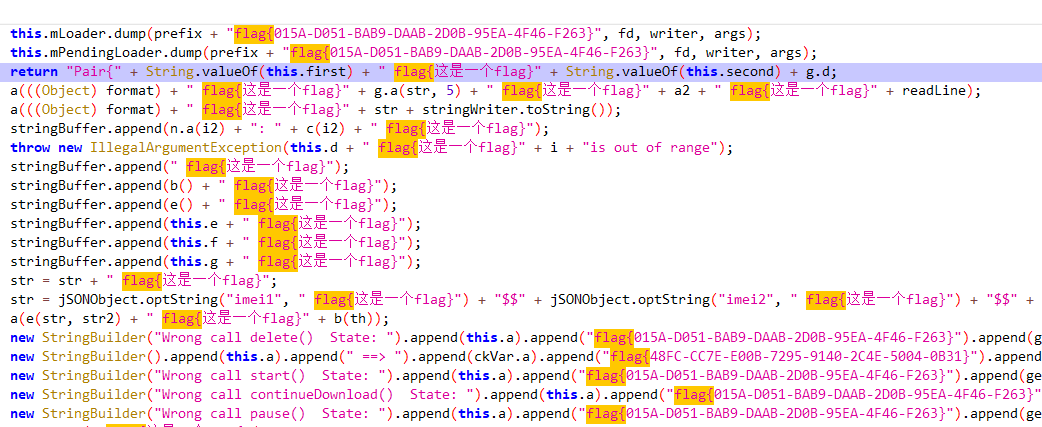 this.mLoader.dump(prefix + "flag{015A-D051-BAB9-DAAB-2D0B-95EA-4F46-F263}", fd, writer, args);
this.mPendingLoader.dump(prefix + "flag{015A-D051-BAB9-DAAB-2D0B-95EA-4F46-F263}", fd, writer, args);
return "Pair{" + String.valueOf(this.first) + " flag{这是一个flag}" + String.valueOf(this.second) + g.d;
a(((Object) format) + " flag{这是一个flag}" + g.a(str, 5) + " flag{这是一个flag}" + a2 + " flag{这是一个flag}" + readLine);
a(((Object) format) + " flag{这是一个flag}" + str + stringWriter.toString());
stringBuffer.append(n.a(i2) + ": " + c(i2) + " flag{这是一个flag}");
throw new IllegalArgumentException(this.d + " flag{这是一个flag}" + i + "is out of range");
stringBuffer.append(" flag{这是一个flag}");
stringBuffer.append(b() + " flag{这是一个flag}");
stringBuffer.append(e() + " flag{这是一个flag}");
stringBuffer.append(this.e + " flag{这是一个flag}");
stringBuffer.append(this.f + " flag{这是一个flag}");
stringBuffer.append(this.g + " flag{这是一个flag}");
str = str + " flag{这是一个flag}";
str = jSONObject.optString("imei1", " flag{这是一个flag}") + "$$" + jSONObject.optString("imei2", " flag{这是一个flag}") + "$$" +
a(e(str, str2) + " flag{这是一个flag}" + b(th));
new StringBuilder("Wrong call delete()  State: ").append(this.a).append("flag{015A-D051-BAB9-DAAB-2D0B-95EA-4F46-F263}").append(g
new StringBuilder().append(this.a).append(" ==> ").append(ckVar.a).append("flag{48FC-CC7E-E00B-7295-9140-2C4E-5004-0B31}").append(
new StringBuilder("Wrong call start()  State: ").append(this.a).append("flag{015A-D051-BAB9-DAAB-2D0B-95EA-4F46-F263}").append(ge
new StringBuilder("Wrong call continueDownload()  State: ").append(this.a).append("flag{015A-D051-BAB9-DAAB-2D0B-95EA-4F46-F263}"
new StringBuilder("Wrong call pause()  State: ").append(this.a).append("flag{015A-D051-BAB9-DAAB-2D0B-95EA-4F46-F263}").append(ge